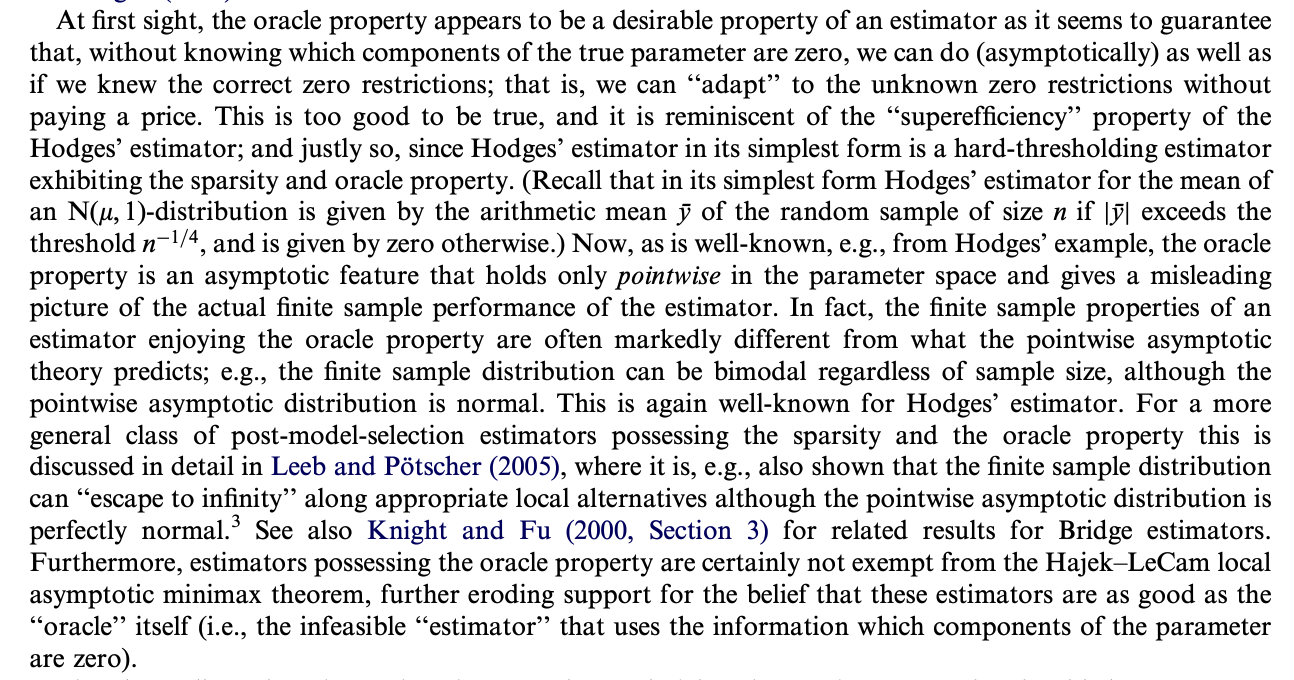 At first sight, the oracle property appears to be a desirable property of an estimator as it seems to guarantee
that, without knowing which components of the true parameter are zero, we can do (asymptotically) as well as
if we knew the correct zero restrictions; that is, we can “adapt” to the unknown zero restrictions without
paying a price. This is too good to be true, and it is reminiscent of the “superefficiency” property of the
Hodges’ estimator; and justly so, since Hodges’ estimator in its simplest form is a hard-thresholding estimator
exhibiting the sparsity and oracle property. (Recall that in its simplest form Hodges’ estimator for the mean of
an N(μ, 1)-distribution is given by the arithmetic mean ȳ of the random sample of size n if |ȳ| exceeds the
threshold n⁻¹/⁴, and is given by zero otherwise.) Now, as is well-known, e.g., from Hodges’ example, the oracle
property is an asymptotic feature that holds only pointwise in the parameter space and gives a misleading
picture of the actual finite sample performance of the estimator. In fact, the finite sample properties of an
estimator enjoying the oracle property are often markedly different from what the pointwise asymptotic
theory predicts; e.g., the finite sample distribution can be bimodal regardless of sample size, although the
pointwise asymptotic distribution is normal. This is again well-known for Hodges’ estimator. For a more
general class of post-model-selection estimators possessing the sparsity and the oracle property this is
discussed in detail in Leeb and Pötscher (2005), where it is, e.g., also shown that the finite sample distribution
can “escape to infinity” along appropriate local alternatives although the pointwise asymptotic distribution is
perfectly normal.³ See also Knight and Fu (2000, Section 3) for related results for Bridge estimators.
Furthermore, estimators possessing the oracle property are certainly not exempt from the Hajek–LeCam local
asymptotic minimax theorem, further eroding support for the belief that these estimators are as good as the
“oracle” itself (i.e., the infeasible “estimator” that uses the information which components of the parameter
are zero).